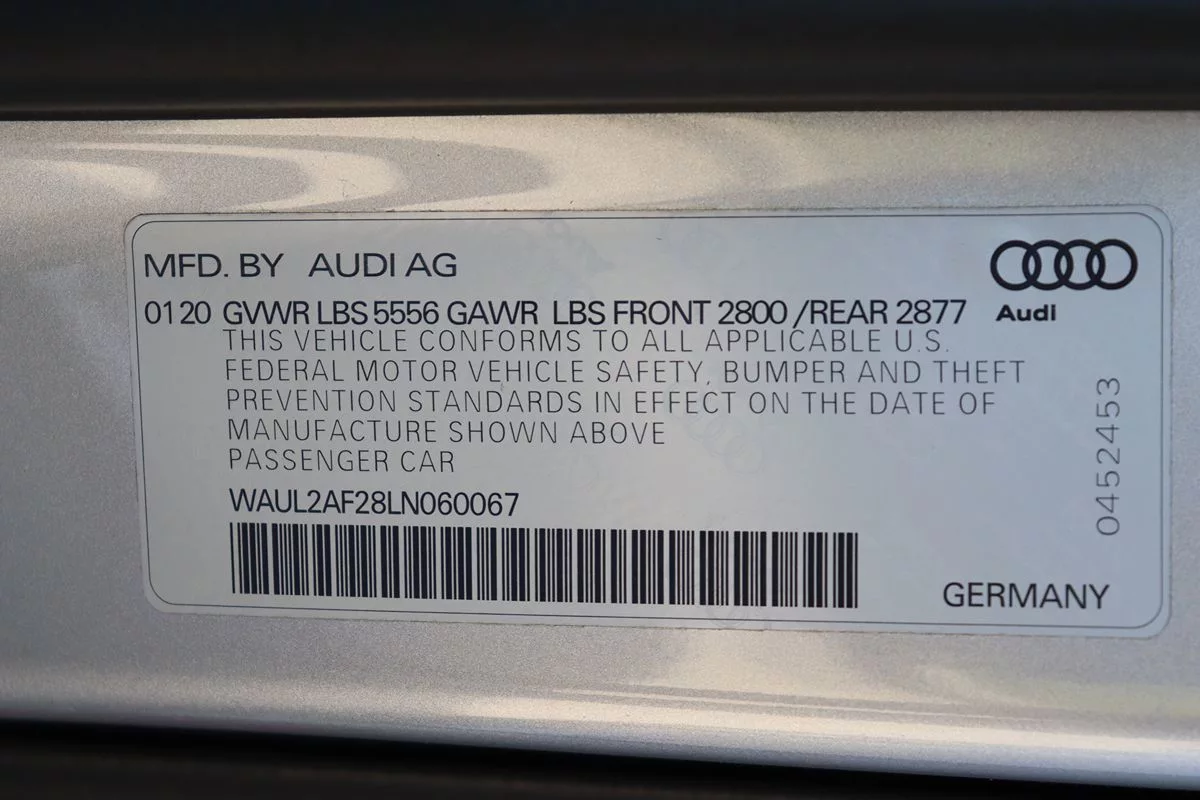 MFD. BY AUDI AG
0120 GVWR LBS 5556 GAWR LBS FRONT 2800 /REAR 2877
Audi
THIS VEHICLE CONFORMS TO ALL APPLICABLE U.S.
FEDERAL MOTOR VEHICLE SAFETY, BUMPER AND THEFT
PREVENTION STANDARDS IN EFFECT ON THE DATE OF
MANUFACTURE SHOWN ABOVE
PASSENGER CAR
WAUL2AF28LN060067
04524453
GERMANY